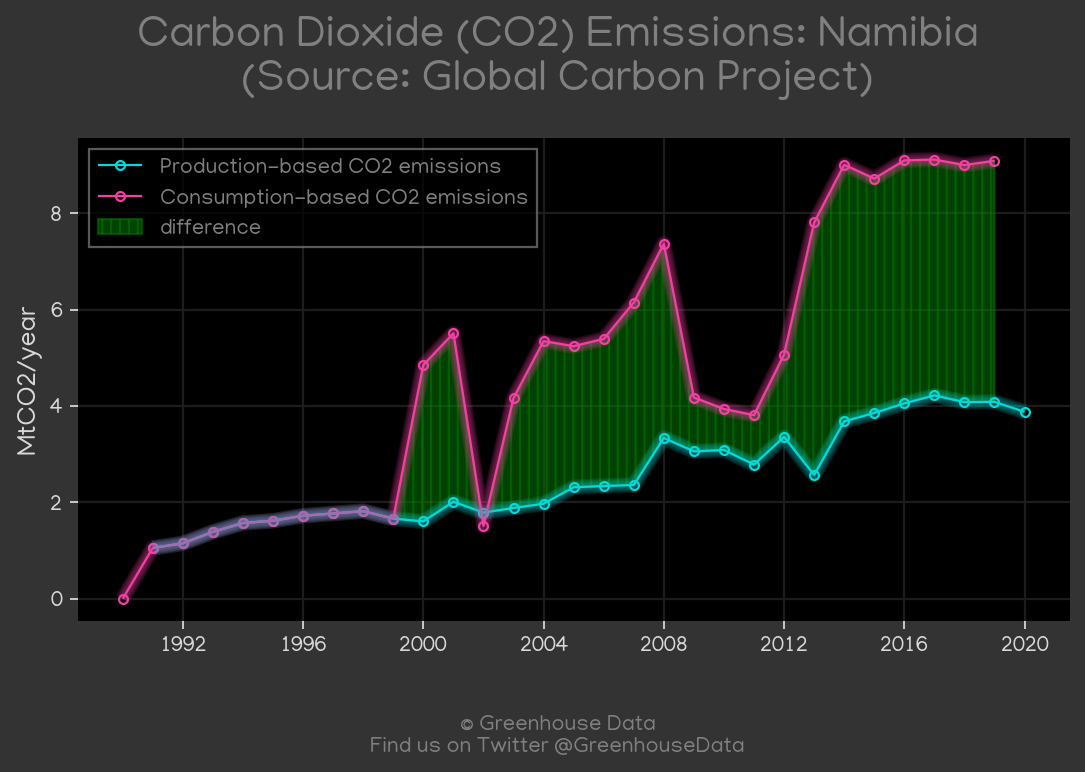 Carbon Dioxide (CO2) Emissions: Namibia
(Source: Global Carbon Project)
Production-based CO2 emissions
Consumption-based CO2 emissions
difference
MtCO2/year
8
6
4
2
0
1992 1996 2000 2004 2008 2012 2016 2020
© Greenhouse Data
Find us on Twitter @GreenhouseData